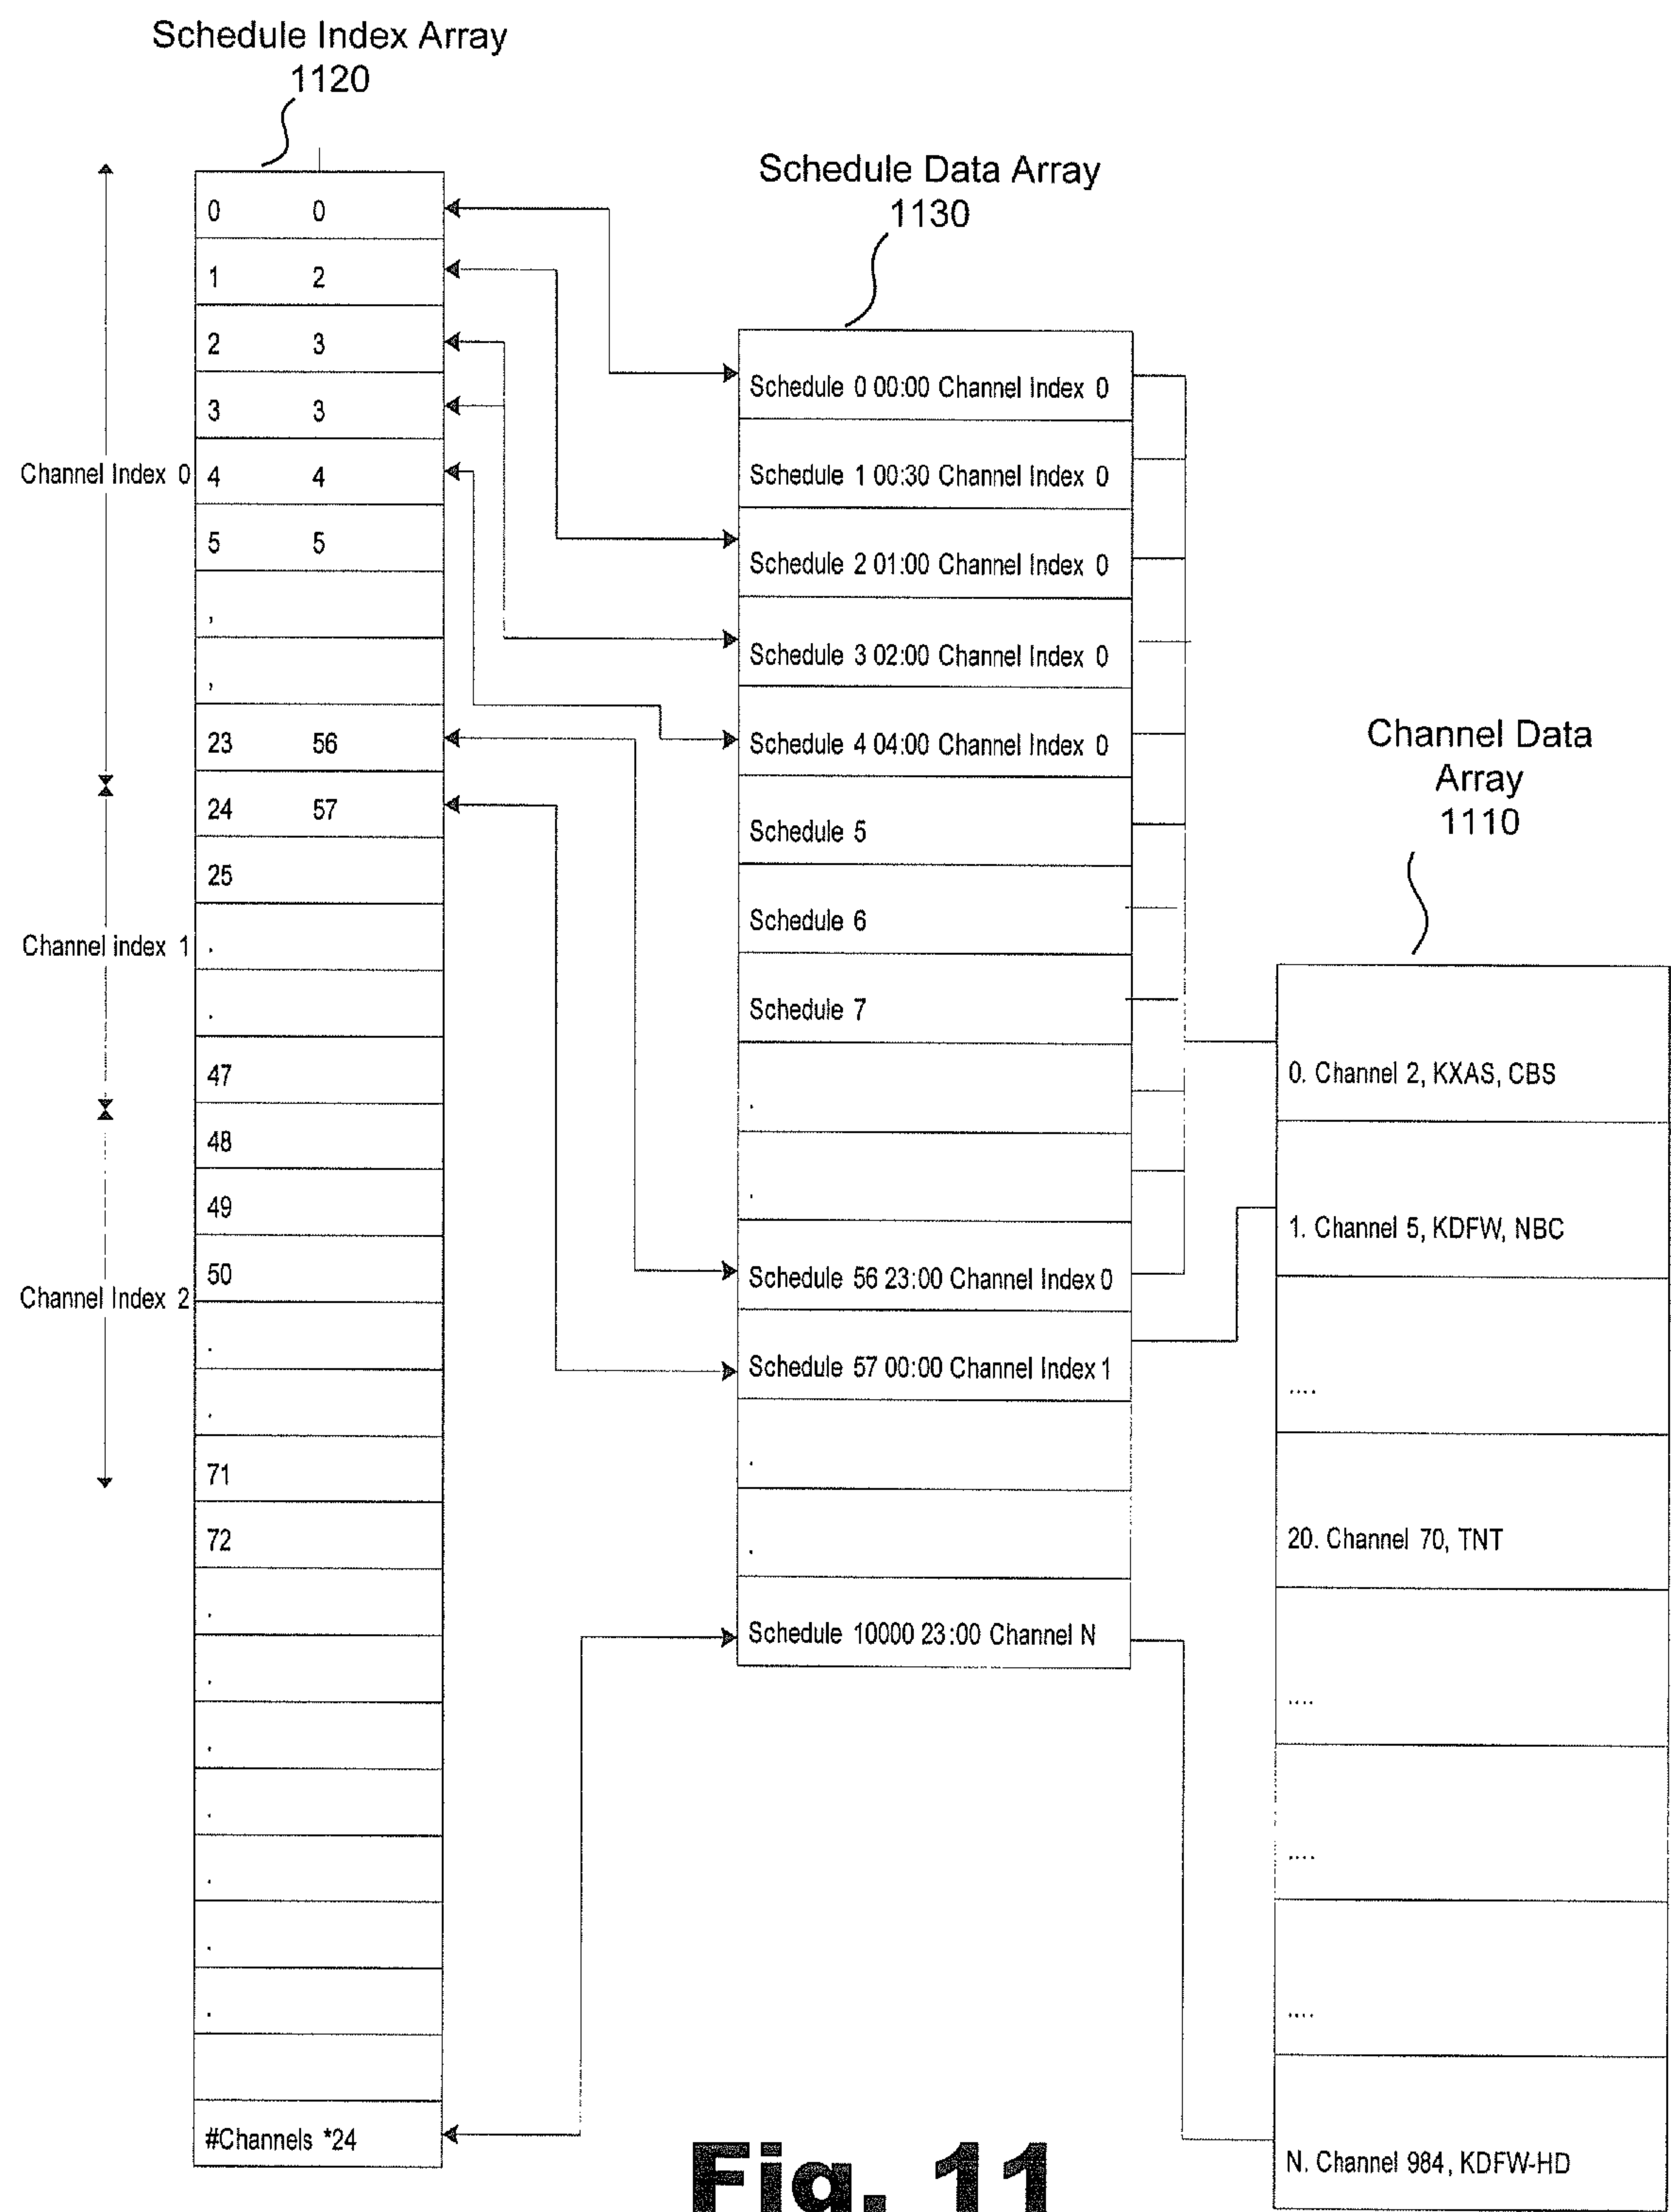 Schedule Index Array
1120
0 0
1 2
2 3
3 3
4 4
5 5
,
,
23 56
24 57
25
.
.
47
48
49
50
.
.
71
72
.
.
.
.
.
.
.
#Channels *24
Channel Index 0
Channel index 1
Channel Index 2
Schedule Data Array
1130
Schedule 0 00:00 Channel Index 0
Schedule 1 00:30 Channel Index 0
Schedule 2 01:00 Channel Index 0
Schedule 3 02:00 Channel Index 0
Schedule 4 04:00 Channel Index 0
Schedule 5
Schedule 6
Schedule 7
.
.
Schedule 56 23:00 Channel Index 0
Schedule 57 00:00 Channel Index 1
.
.
Schedule 10000 23:00 Channel N
Channel Data
Array
1110
0. Channel 2, KXAS, CBS
1. Channel 5, KDFW, NBC
....
20. Channel 70, TNT
....
....
....
N. Channel 984, KDFW-HD
Fig. 11